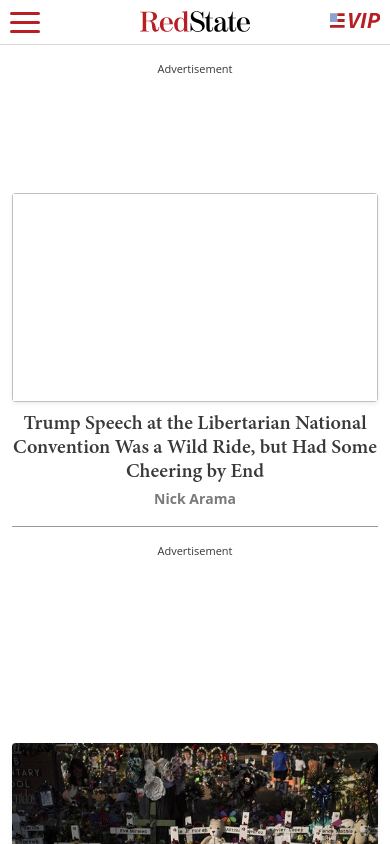 RedState
VIP
Advertisement
Trump Speech at the Libertarian National
Convention Was a Wild Ride, but Had Some
Cheering by End
Nick Arama
Advertisement
TARY